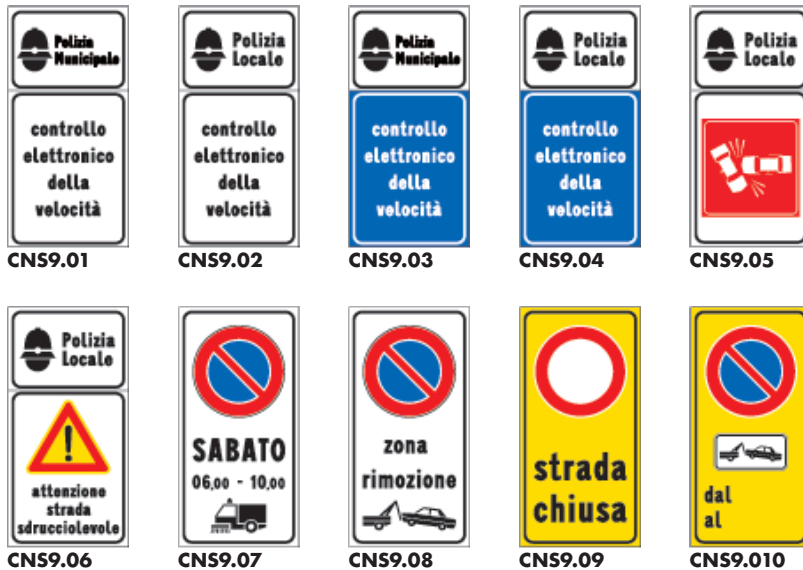 Polizia
Municipale
controllo
elettronico
della
velocità
CNS9.01
Polizia
Locale
controllo
elettronico
della
velocità
CNS9.02
Polizia
Municipale
controllo
elettronico
della
velocità
CNS9.03
Polizia
Locale
controllo
elettronico
della
velocità
CNS9.04
Polizia
Locale
CNS9.05
Polizia
Locale
attenzione
strada
sdrucciolevole
CNS9.06
SABATO
06,00 - 10,00
CNS9.07
zona
rimozione
CNS9.08
strada
chiusa
CNS9.09
dal
al
CNS9.010